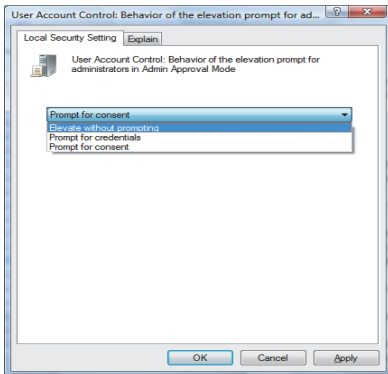 User Account Control: Behavior of the elevation prompt for ad...
Local Security Setting
Explain
User Account Control: Behavior of the elevation prompt for
administrators in Admin Approval Mode
Prompt for consent
Elevate without prompting
Prompt for credentials
Prompt for consent
OK
Cancel
Apply